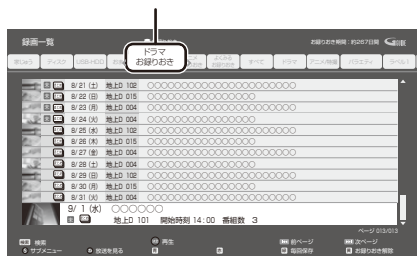 録画一覧
お録りおき期間：約267日間
ドラマ
お録りおき
ディスク USB-HDD すべて ドラマ アニメ/特撮 バラエティ ラベル1
8/21(土) 地上D 102 ○○○○○○○○○○○○○○○○○○○○○○○
8/22(日) 地上D 015 ○○○○○○○○○○○○○○○○○
8/23(月) 地上D 004 ○○○○○○○○○○○○○○○○○○○○○○○
8/24(火) 地上D 004 ○○○○○○○○○○○○○○○○○
8/25(水) 地上D 102 ○○○○○○○○○○○○○○○○○○○○○○○
8/26(木) 地上D 015 ○○○○○○○○○○○○○○○○○
8/27(金) 地上D 004 ○○○○○○○○○○○○○○○○○○○○○○○
8/28(土) 地上D 004 ○○○○○○○○○○○○○○○○○
8/29(日) 地上D 102 ○○○○○○○○○○○○○○○○○○○○○○○
8/30(月) 地上D 015 ○○○○○○○○○○○○○○○○○
8/31(火) 地上D 004 ○○○○○○○○○○○○○○○○○○○○○○○
9/ 1(水) ○○○○○○
地上D 101 開始時刻 14:00 番組数 3
ページ 013/013
検索 再生 前ページ 次ページ
S サブメニュー D 放送を見る 毎回保存 お録りおき解除